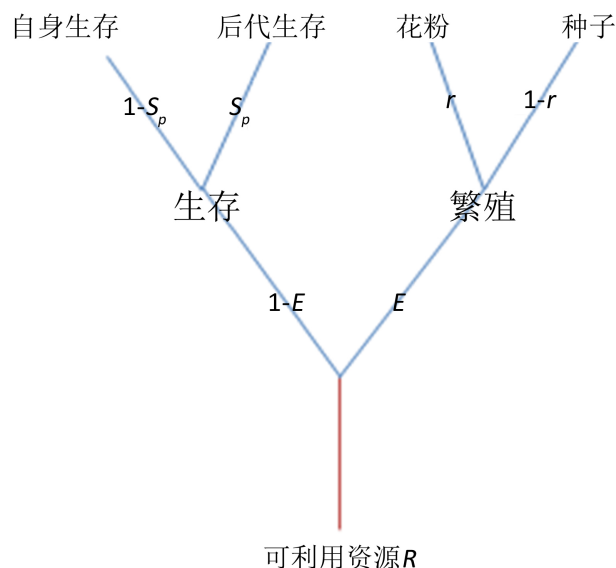 自身生存 后代生存 花粉 种子
1-Sp Sp r 1-r
生存 繁殖
1-E E
可利用资源R